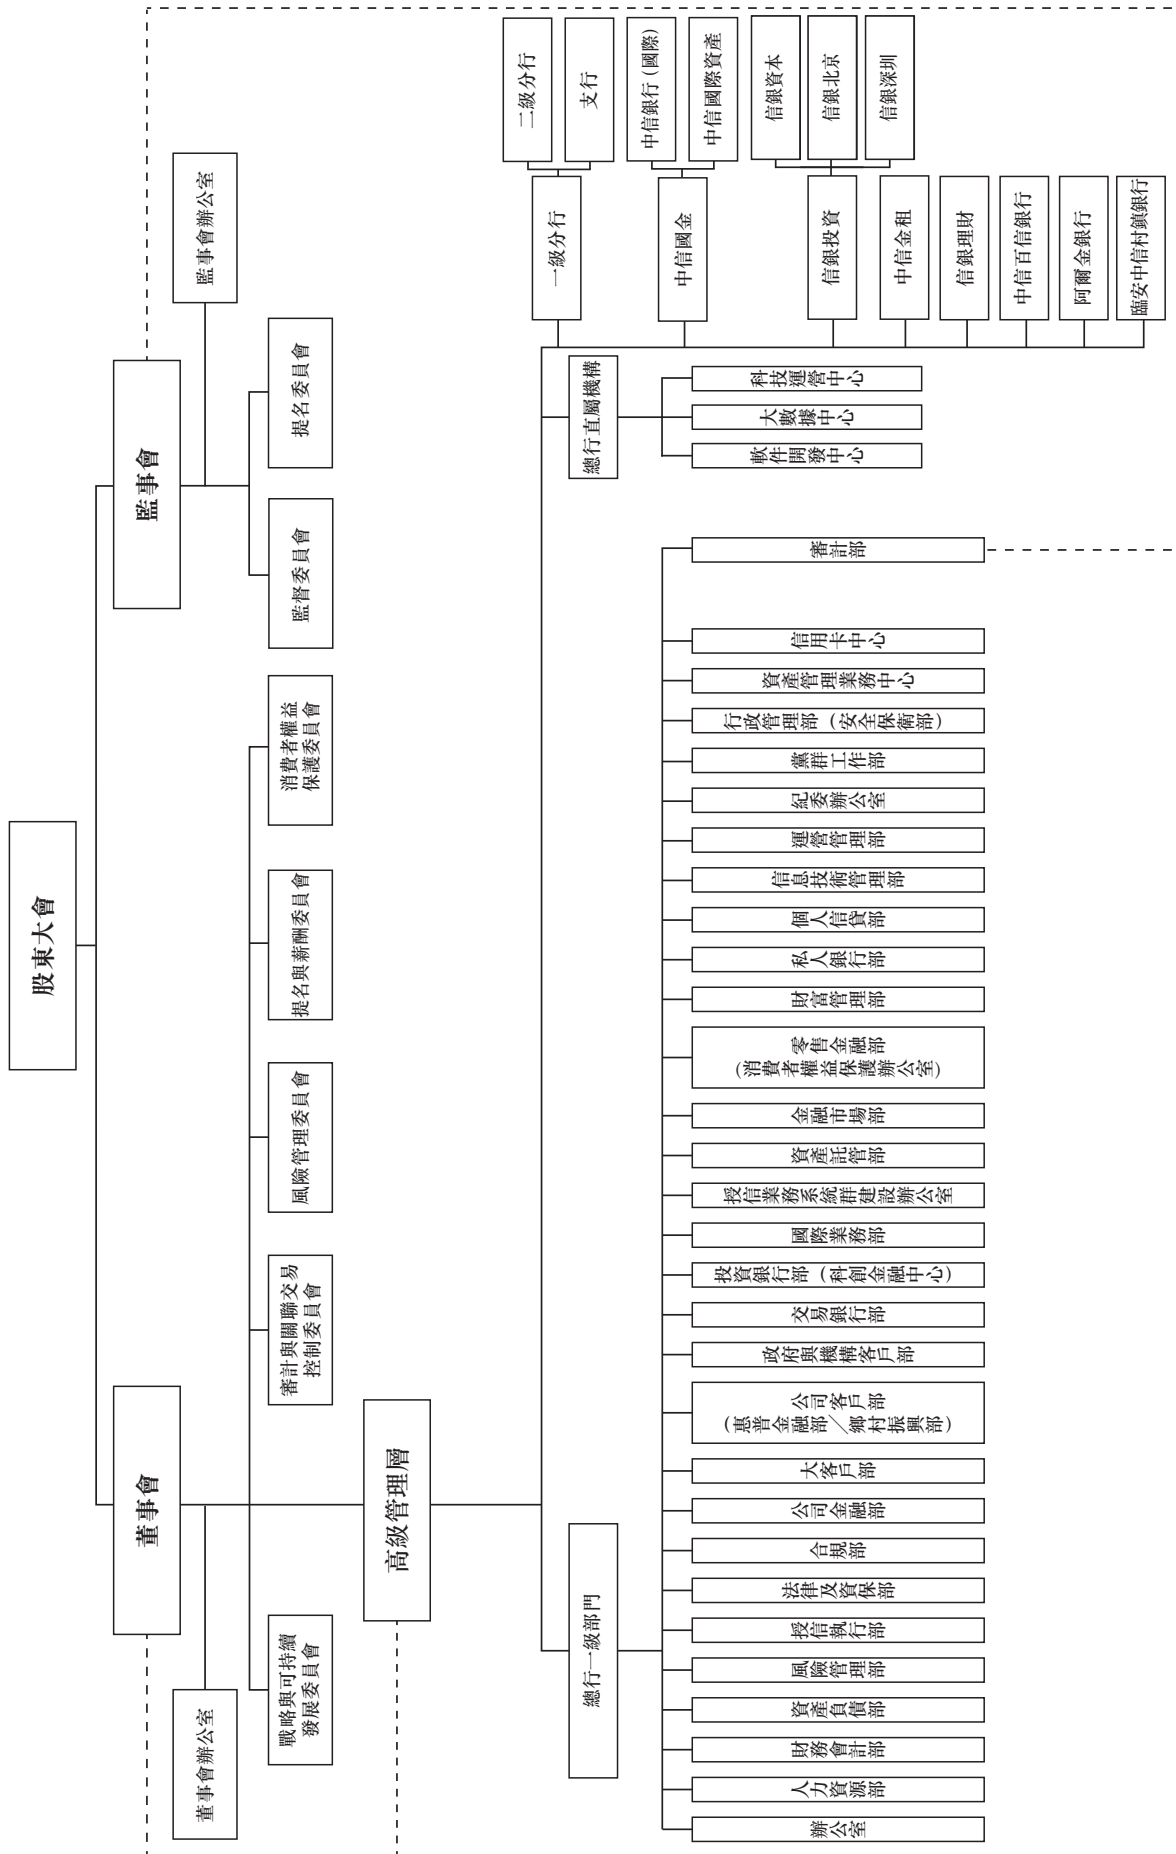 股東大會
董事會
監事會
董事會辦公室
監事會辦公室
戰略與可持續
發展委員會
審計與關聯交易
控制委員會
風險管理委員會
提名與薪酬委員會
消費者權益
保護委員會
監督委員會
提名委員會
高級管理層
總行一級部門
總行直屬機構
辦公室
人力資源部
財務會計部
資產負債部
風險管理部
授信執行部
法律及資保部
合規部
公司金融部
大客戶部
公司客戶部
(惠普金融部／鄉村振興部)
政府與機構客戶部
交易銀行部
投資銀行部(科創金融中心)
國際業務部
授信業務系統群建設辦公室
資產託管部
金融市場部
零售金融部
(消費者權益保護辦公室)
財富管理部
私人銀行部
個人信貸部
信息技術管理部
運營管理部
紀委辦公室
黨群工作部
行政管理部(安全保衛部)
資產管理業務中心
信用卡中心
審計部
軟件開發中心
大數據中心
科技運營中心
一級分行
二級分行
支行
中信國金
中信銀行(國際)
中信國際資產
信銀投資
信銀資本
信銀北京
信銀深圳
中信金租
信銀理財
中信百信銀行
阿爾金銀行
臨安中信村鎮銀行